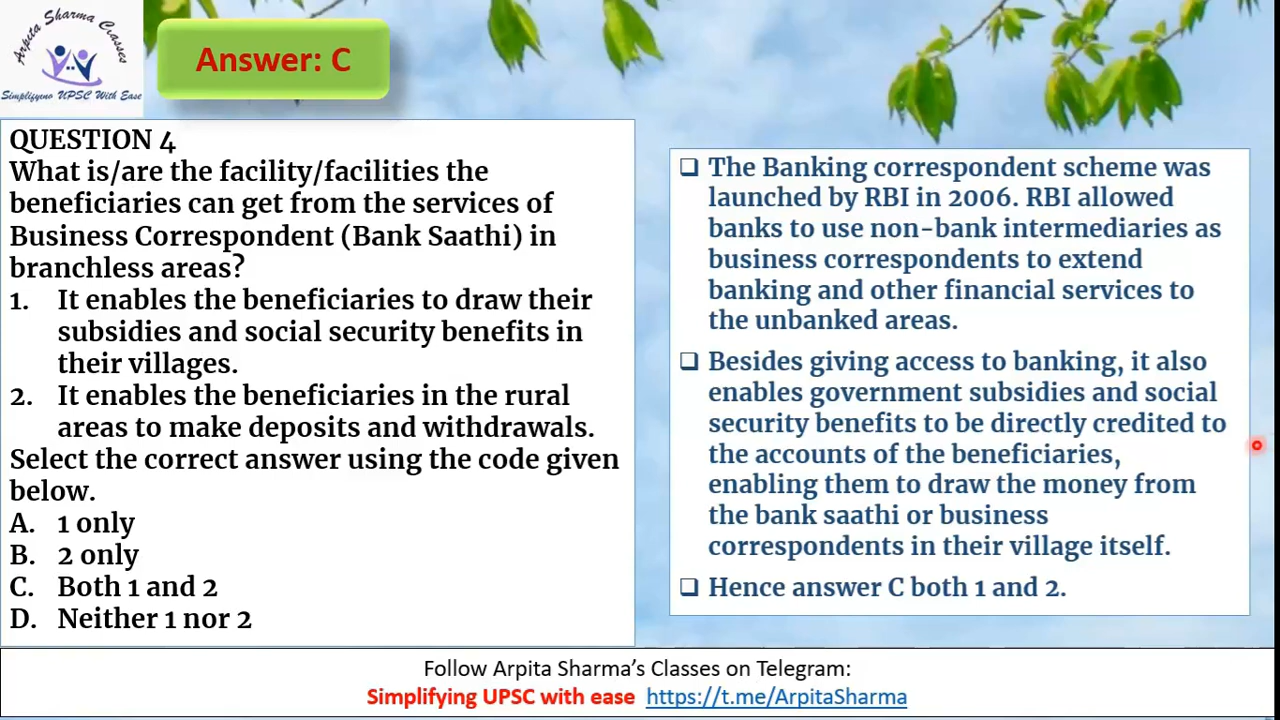 Arpita Sharma Classes
Simplifying UPSC With Ease
Answer: C
QUESTION 4
What is/are the facility/facilities the
beneficiaries can get from the services of
Business Correspondent (Bank Saathi) in
branchless areas?
1. It enables the beneficiaries to draw their
subsidies and social security benefits in
their villages.
2. It enables the beneficiaries in the rural
areas to make deposits and withdrawals.
Select the correct answer using the code given
below.
A. 1 only
B. 2 only
C. Both 1 and 2
D. Neither 1 nor 2
The Banking correspondent scheme was
launched by RBI in 2006. RBI allowed
banks to use non-bank intermediaries as
business correspondents to extend
banking and other financial services to
the unbanked areas.
Besides giving access to banking, it also
enables government subsidies and social
security benefits to be directly credited to
the accounts of the beneficiaries,
enabling them to draw the money from
the bank saathi or business
correspondents in their village itself.
Hence answer C both 1 and 2.
Follow Arpita Sharma's Classes on Telegram:
Simplifying UPSC with ease https://t.me/ArpitaSharma